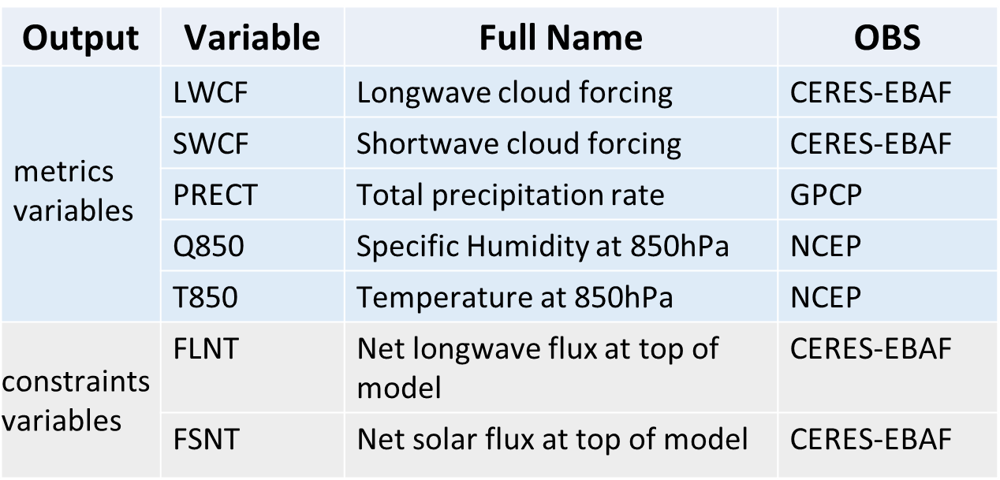 Output Variable Full Name OBS
metrics
variables
LWCF Longwave cloud forcing CERES-EBAF
SWCF Shortwave cloud forcing CERES-EBAF
PRECT Total precipitation rate GPCP
Q850 Specific Humidity at 850hPa NCEP
T850 Temperature at 850hPa NCEP
constraints
variables
FLNT Net longwave flux at top of CERES-EBAF
model
FSNT Net solar flux at top of model CERES-EBAF